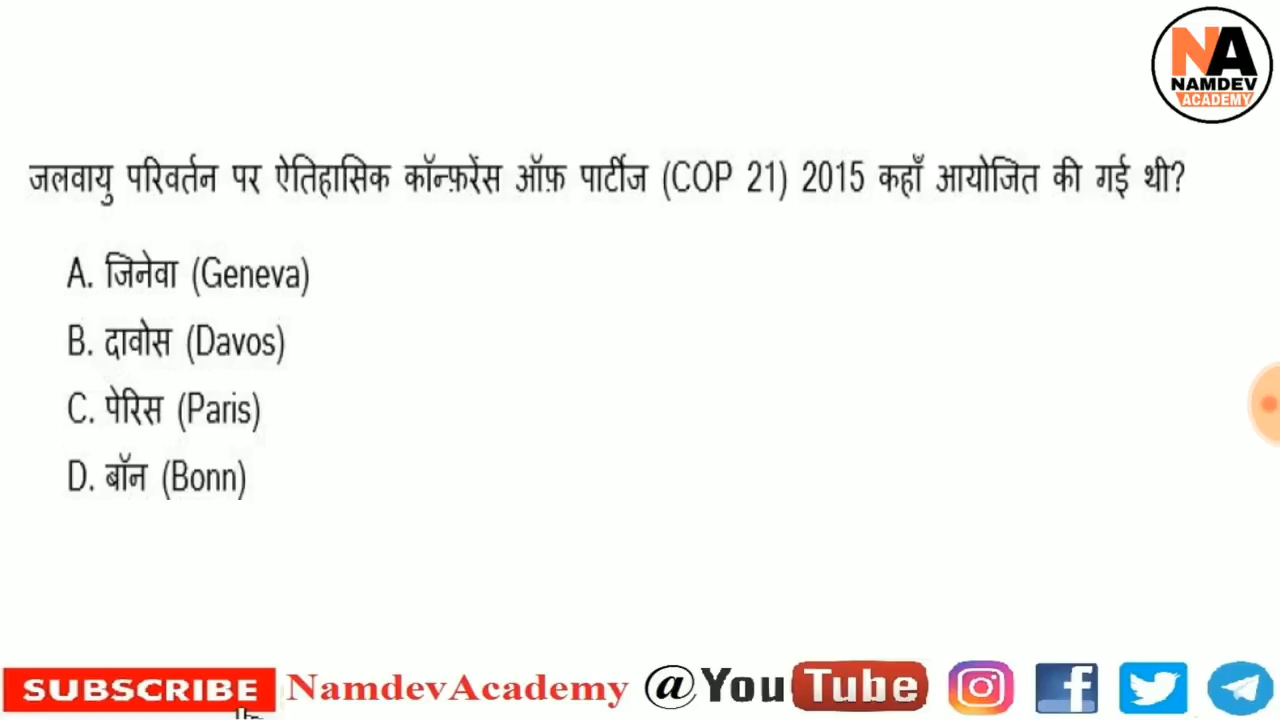 NA
NAMDEV
ACADEMY
जलवायु परिवर्तन पर ऐतिहासिक कॉन्फ़रेंस ऑफ़ पार्टीज (COP 21) 2015 कहाँ आयोजित की गई थी?
A. जिनेवा (Geneva)
B. दावोस (Davos)
C. पेरिस (Paris)
D. बॉन (Bonn)
SUBSCRIBE NamdevAcademy @YouTube